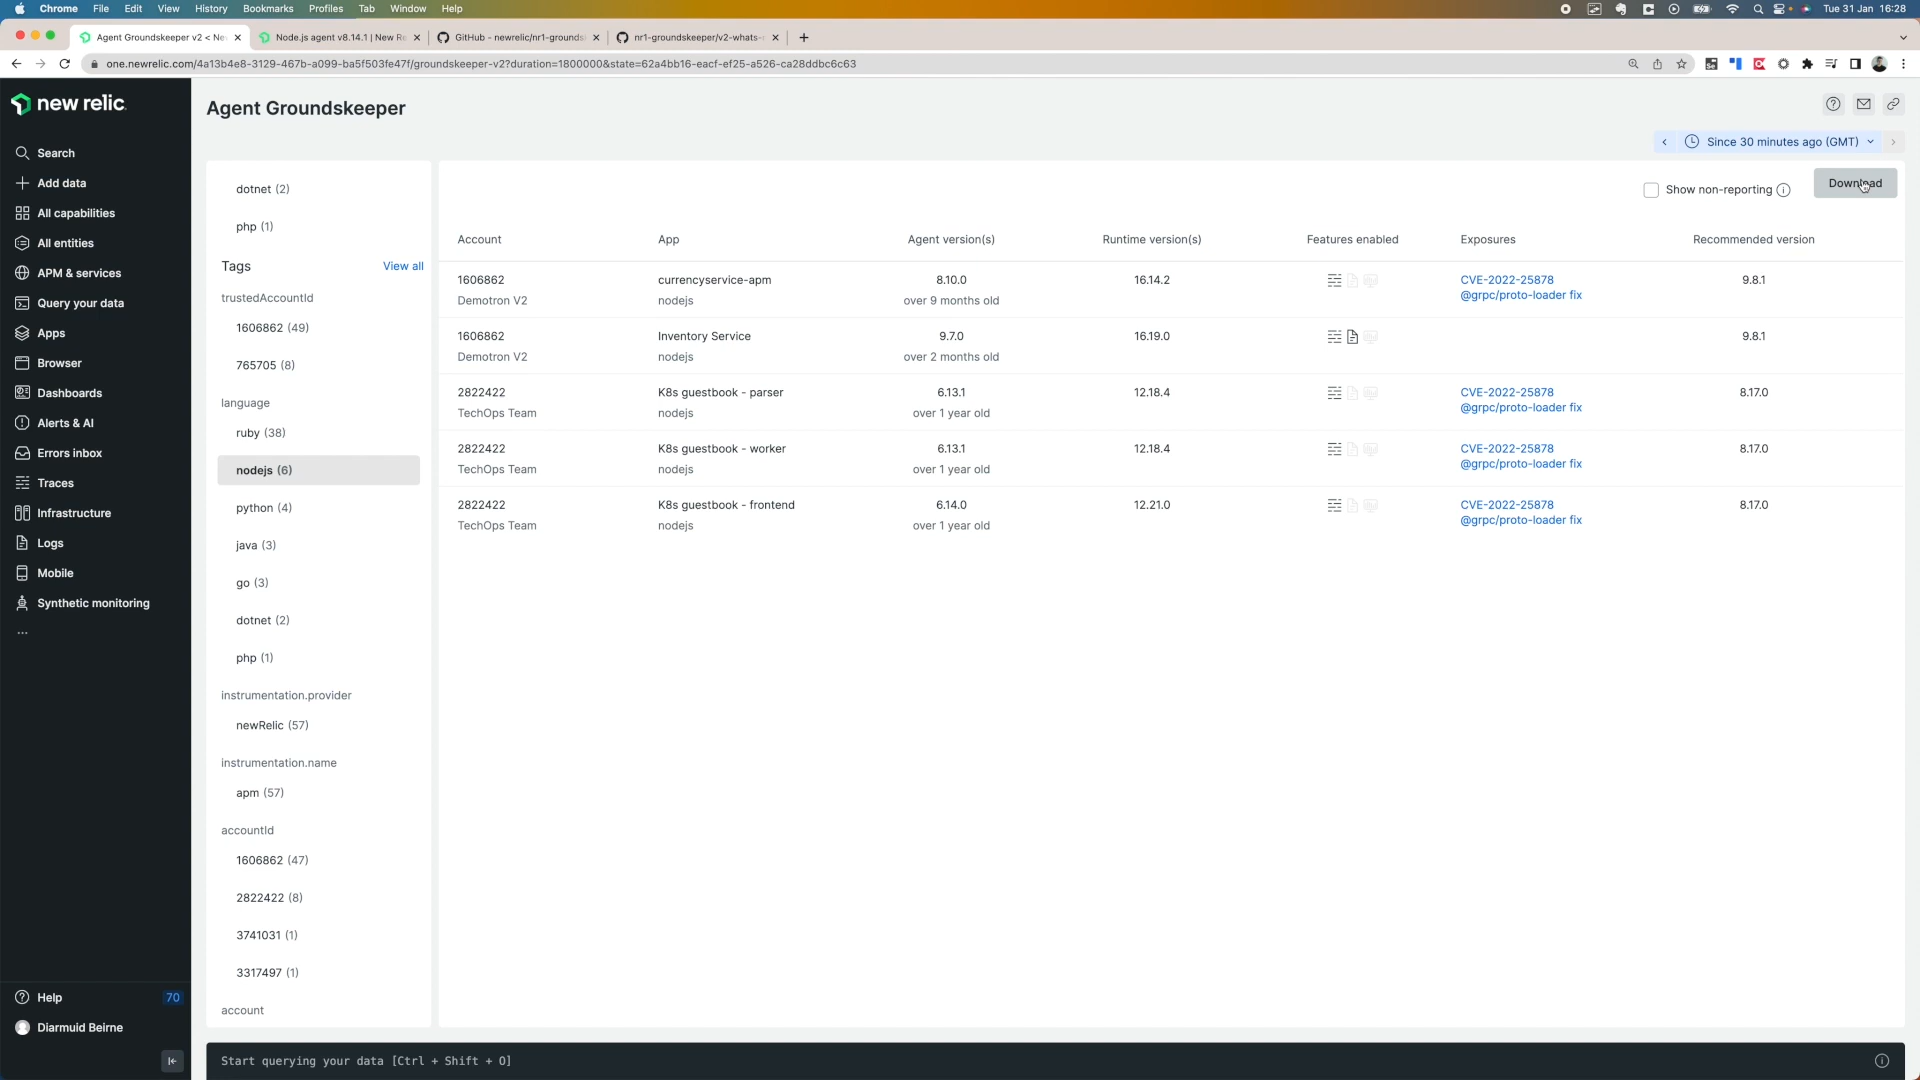 Chrome File Edit View History Bookmarks Profiles Tab Window Help Tue 31 Jan 16:28
Agent Groundskeeper v2 < Ne Node.js agent v8.14.1 | New Re GitHub - newrelic/nr1-grounds nr1-groundskeeper/v2-whats-
one.newrelic.com/4a13b4e8-3129-467b-a099-ba5f503fe47f/groundskeeper-v2?duration=1800000&state=62a4bb16-eacf-ef25-a526-ca28ddbc6c63
new relic
Search
Add data
All capabilities
All entities
APM & services
Query your data
Apps
Browser
Dashboards
Alerts & AI
Errors inbox
Traces
Infrastructure
Logs
Mobile
Synthetic monitoring
...
Help 70
Diarmuid Beirne
Agent Groundskeeper
Since 30 minutes ago (GMT)
dotnet (2)
php (1)
Tags View all
trustedAccountId
1606862 (49)
765705 (8)
language
ruby (38)
nodejs (6)
python (4)
java (3)
go (3)
dotnet (2)
php (1)
instrumentation.provider
newRelic (57)
instrumentation.name
apm (57)
accountId
1606862 (47)
2822422 (8)
3741031 (1)
3317497 (1)
account
Show non-reporting Download
Account App Agent version(s) Runtime version(s) Features enabled Exposures Recommended version
1606862 currencyservice-apm 8.10.0 16.14.2 CVE-2022-25878 9.8.1
Demotron V2 nodejs over 9 months old @grpc/proto-loader fix
1606862 Inventory Service 9.7.0 16.19.0 9.8.1
Demotron V2 nodejs over 2 months old
2822422 K8s guestbook - parser 6.13.1 12.18.4 CVE-2022-25878 8.17.0
TechOps Team nodejs over 1 year old @grpc/proto-loader fix
2822422 K8s guestbook - worker 6.13.1 12.18.4 CVE-2022-25878 8.17.0
TechOps Team nodejs over 1 year old @grpc/proto-loader fix
2822422 K8s guestbook - frontend 6.14.0 12.21.0 CVE-2022-25878 8.17.0
TechOps Team nodejs over 1 year old @grpc/proto-loader fix
Start querying your data [Ctrl + Shift + O]